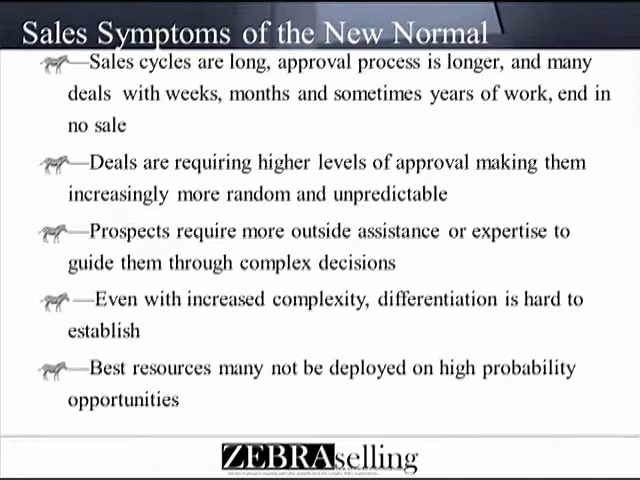 Sales Symptoms of the New Normal
—Sales cycles are long, approval process is longer, and many
deals with weeks, months and sometimes years of work, end in
no sale
—Deals are requiring higher levels of approval making them
increasingly more random and unpredictable
—Prospects require more outside assistance or expertise to
guide them through complex decisions
—Even with increased complexity, differentiation is hard to
establish
—Best resources many not be deployed on high probability
opportunities
ZEBRAselling